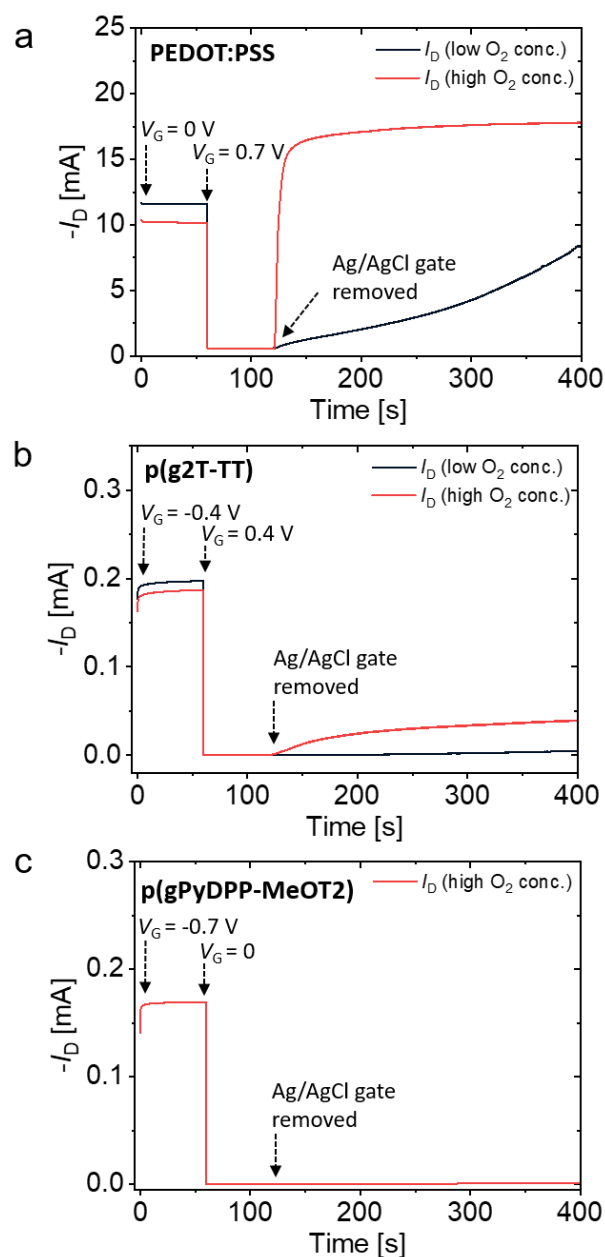 a
PEDOT:PSS
I_D (low O₂ conc.)
I_D (high O₂ conc.)
V_G = 0 V
V_G = 0.7 V
Ag/AgCl gate
removed
-I_D [mA]
25
20
15
10
5
0
0 100 200 300 400
Time [s]
b
p(g2T-TT)
I_D (low O₂ conc.)
I_D (high O₂ conc.)
V_G = -0.4 V
V_G = 0.4 V
Ag/AgCl gate
removed
-I_D [mA]
0.3
0.2
0.1
0.0
0 100 200 300 400
Time [s]
c
p(gPyDPP-MeOT2)
I_D (high O₂ conc.)
V_G = -0.7 V
V_G = 0
Ag/AgCl gate
removed
-I_D [mA]
0.3
0.2
0.1
0.0
0 100 200 300 400
Time [s]